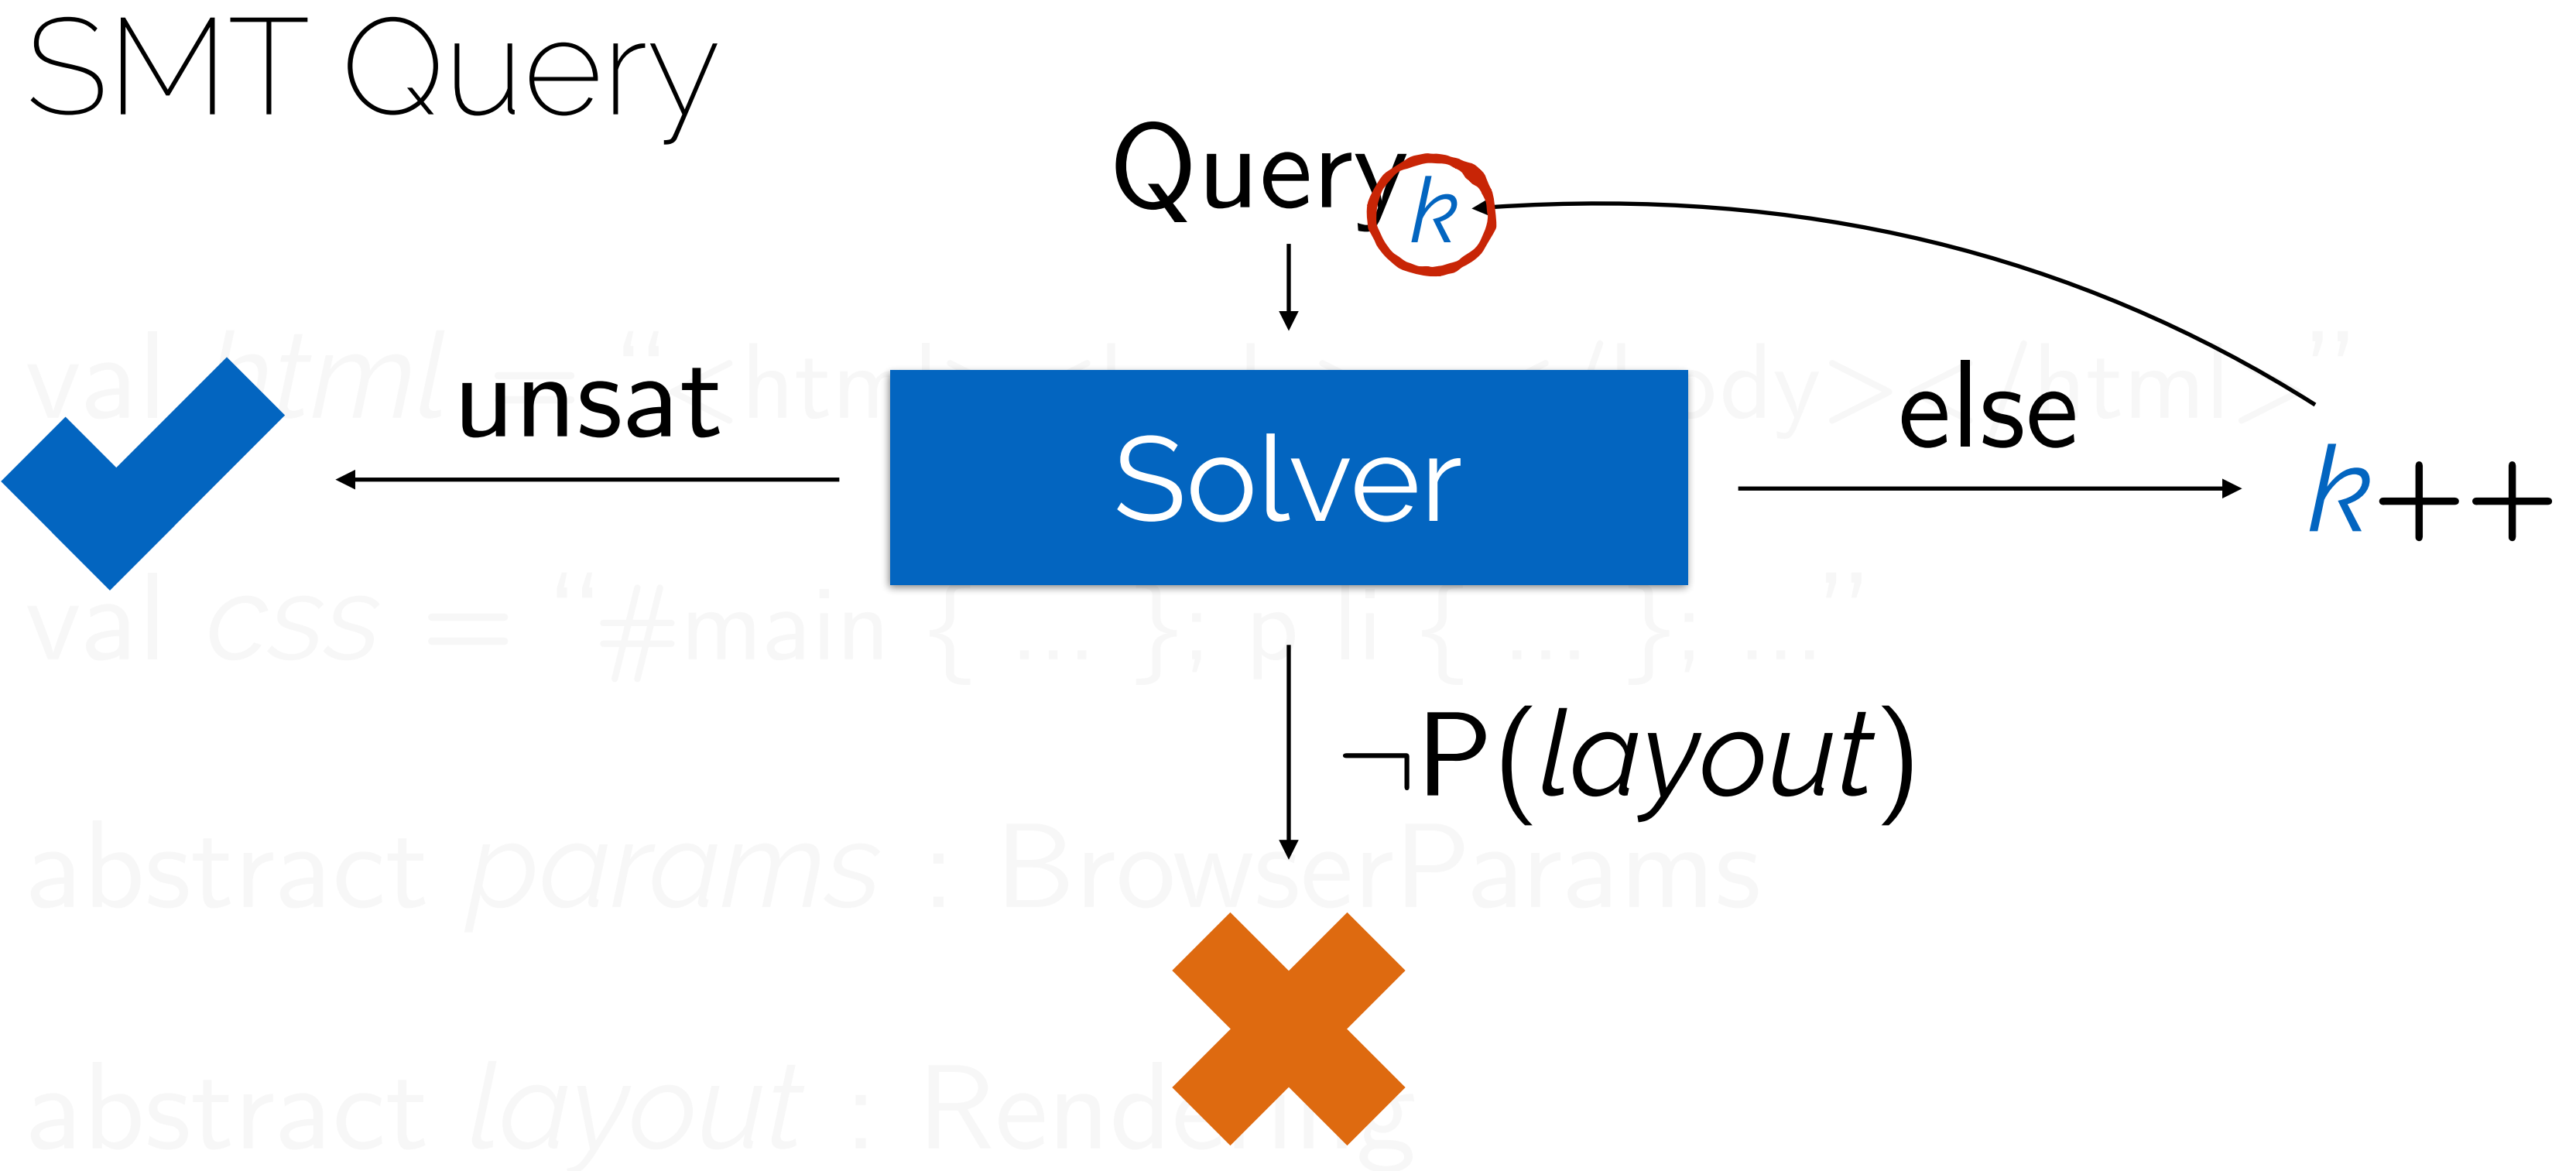 SMT Query
Query k
val html = “<html><body></body></html>”
unsat
Solver
else
k++
val css = “#main { ... }; p li { ... }; ...”
¬P(layout)
abstract params : BrowserParams
abstract layout : Rendering